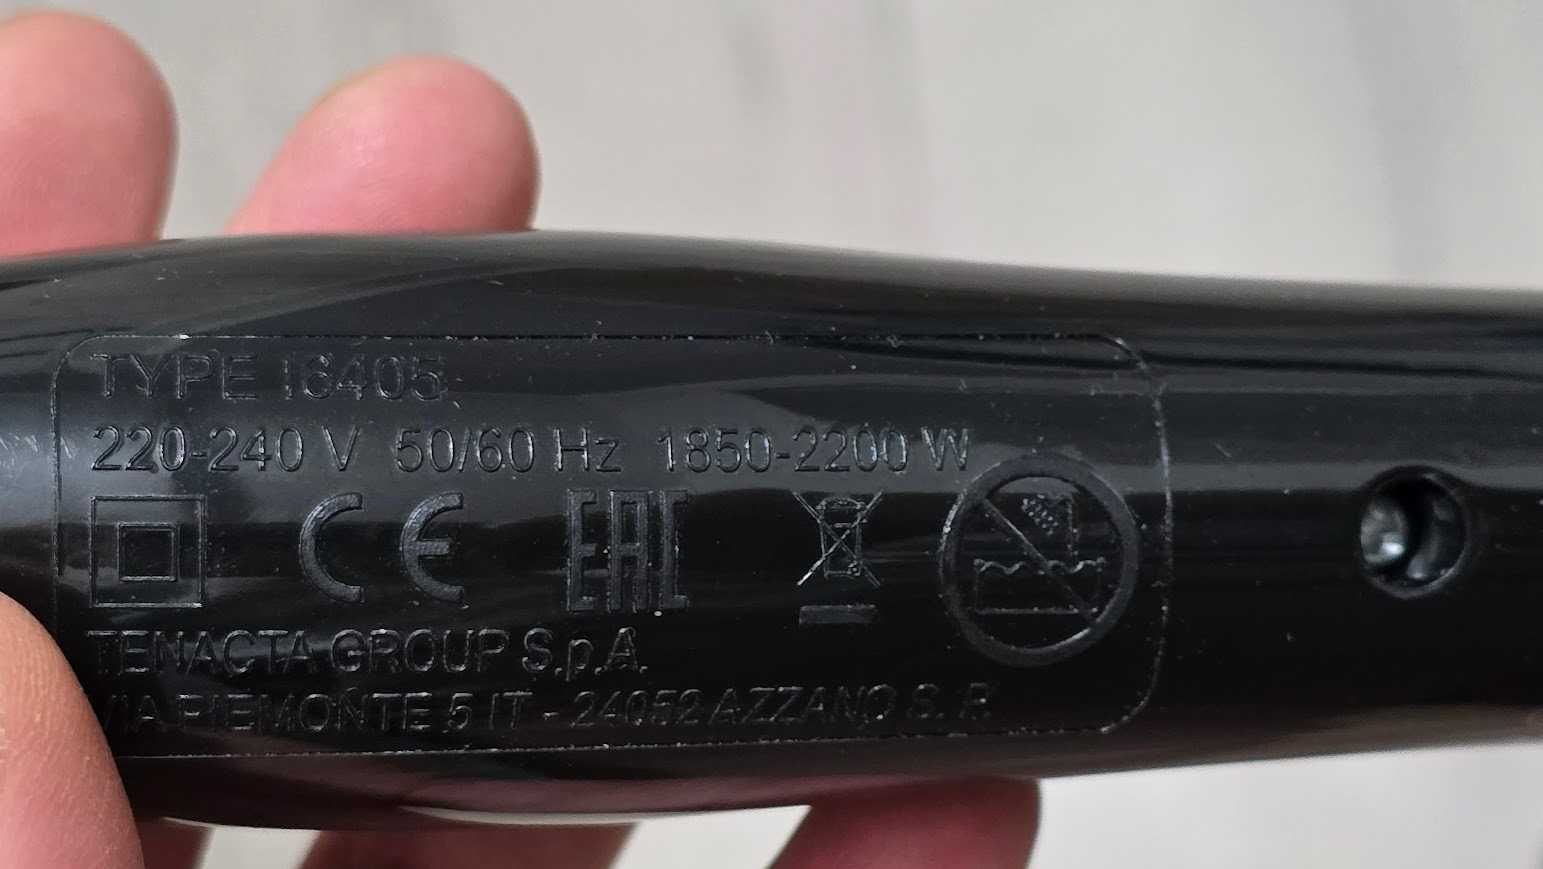 TYPE I6405
220-240 V 50/60 Hz 1850-2200 W
CE EAC
TENACTA GROUP S.p.A.
VIA PIEMONTE 5 IT - 24052 AZZANO S. P.